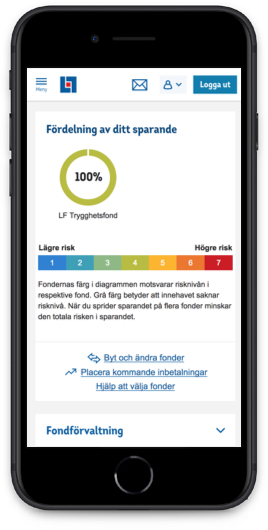 Meny
Logga ut
Fördelning av ditt sparande
100%
LF Trygghetsfond
Lägre risk Högre risk
1 2 3 4 5 6 7
Fondernas färg i diagrammen motsvarar risknivån i
respektive fond. Grå färg betyder att innehavet saknar
risknivå. När du sprider sparandet på flera fonder minskar
den totala risken i sparandet.
Byt och ändra fonder
Placera kommande inbetalningar
Hjälp att välja fonder
Fondförvaltning